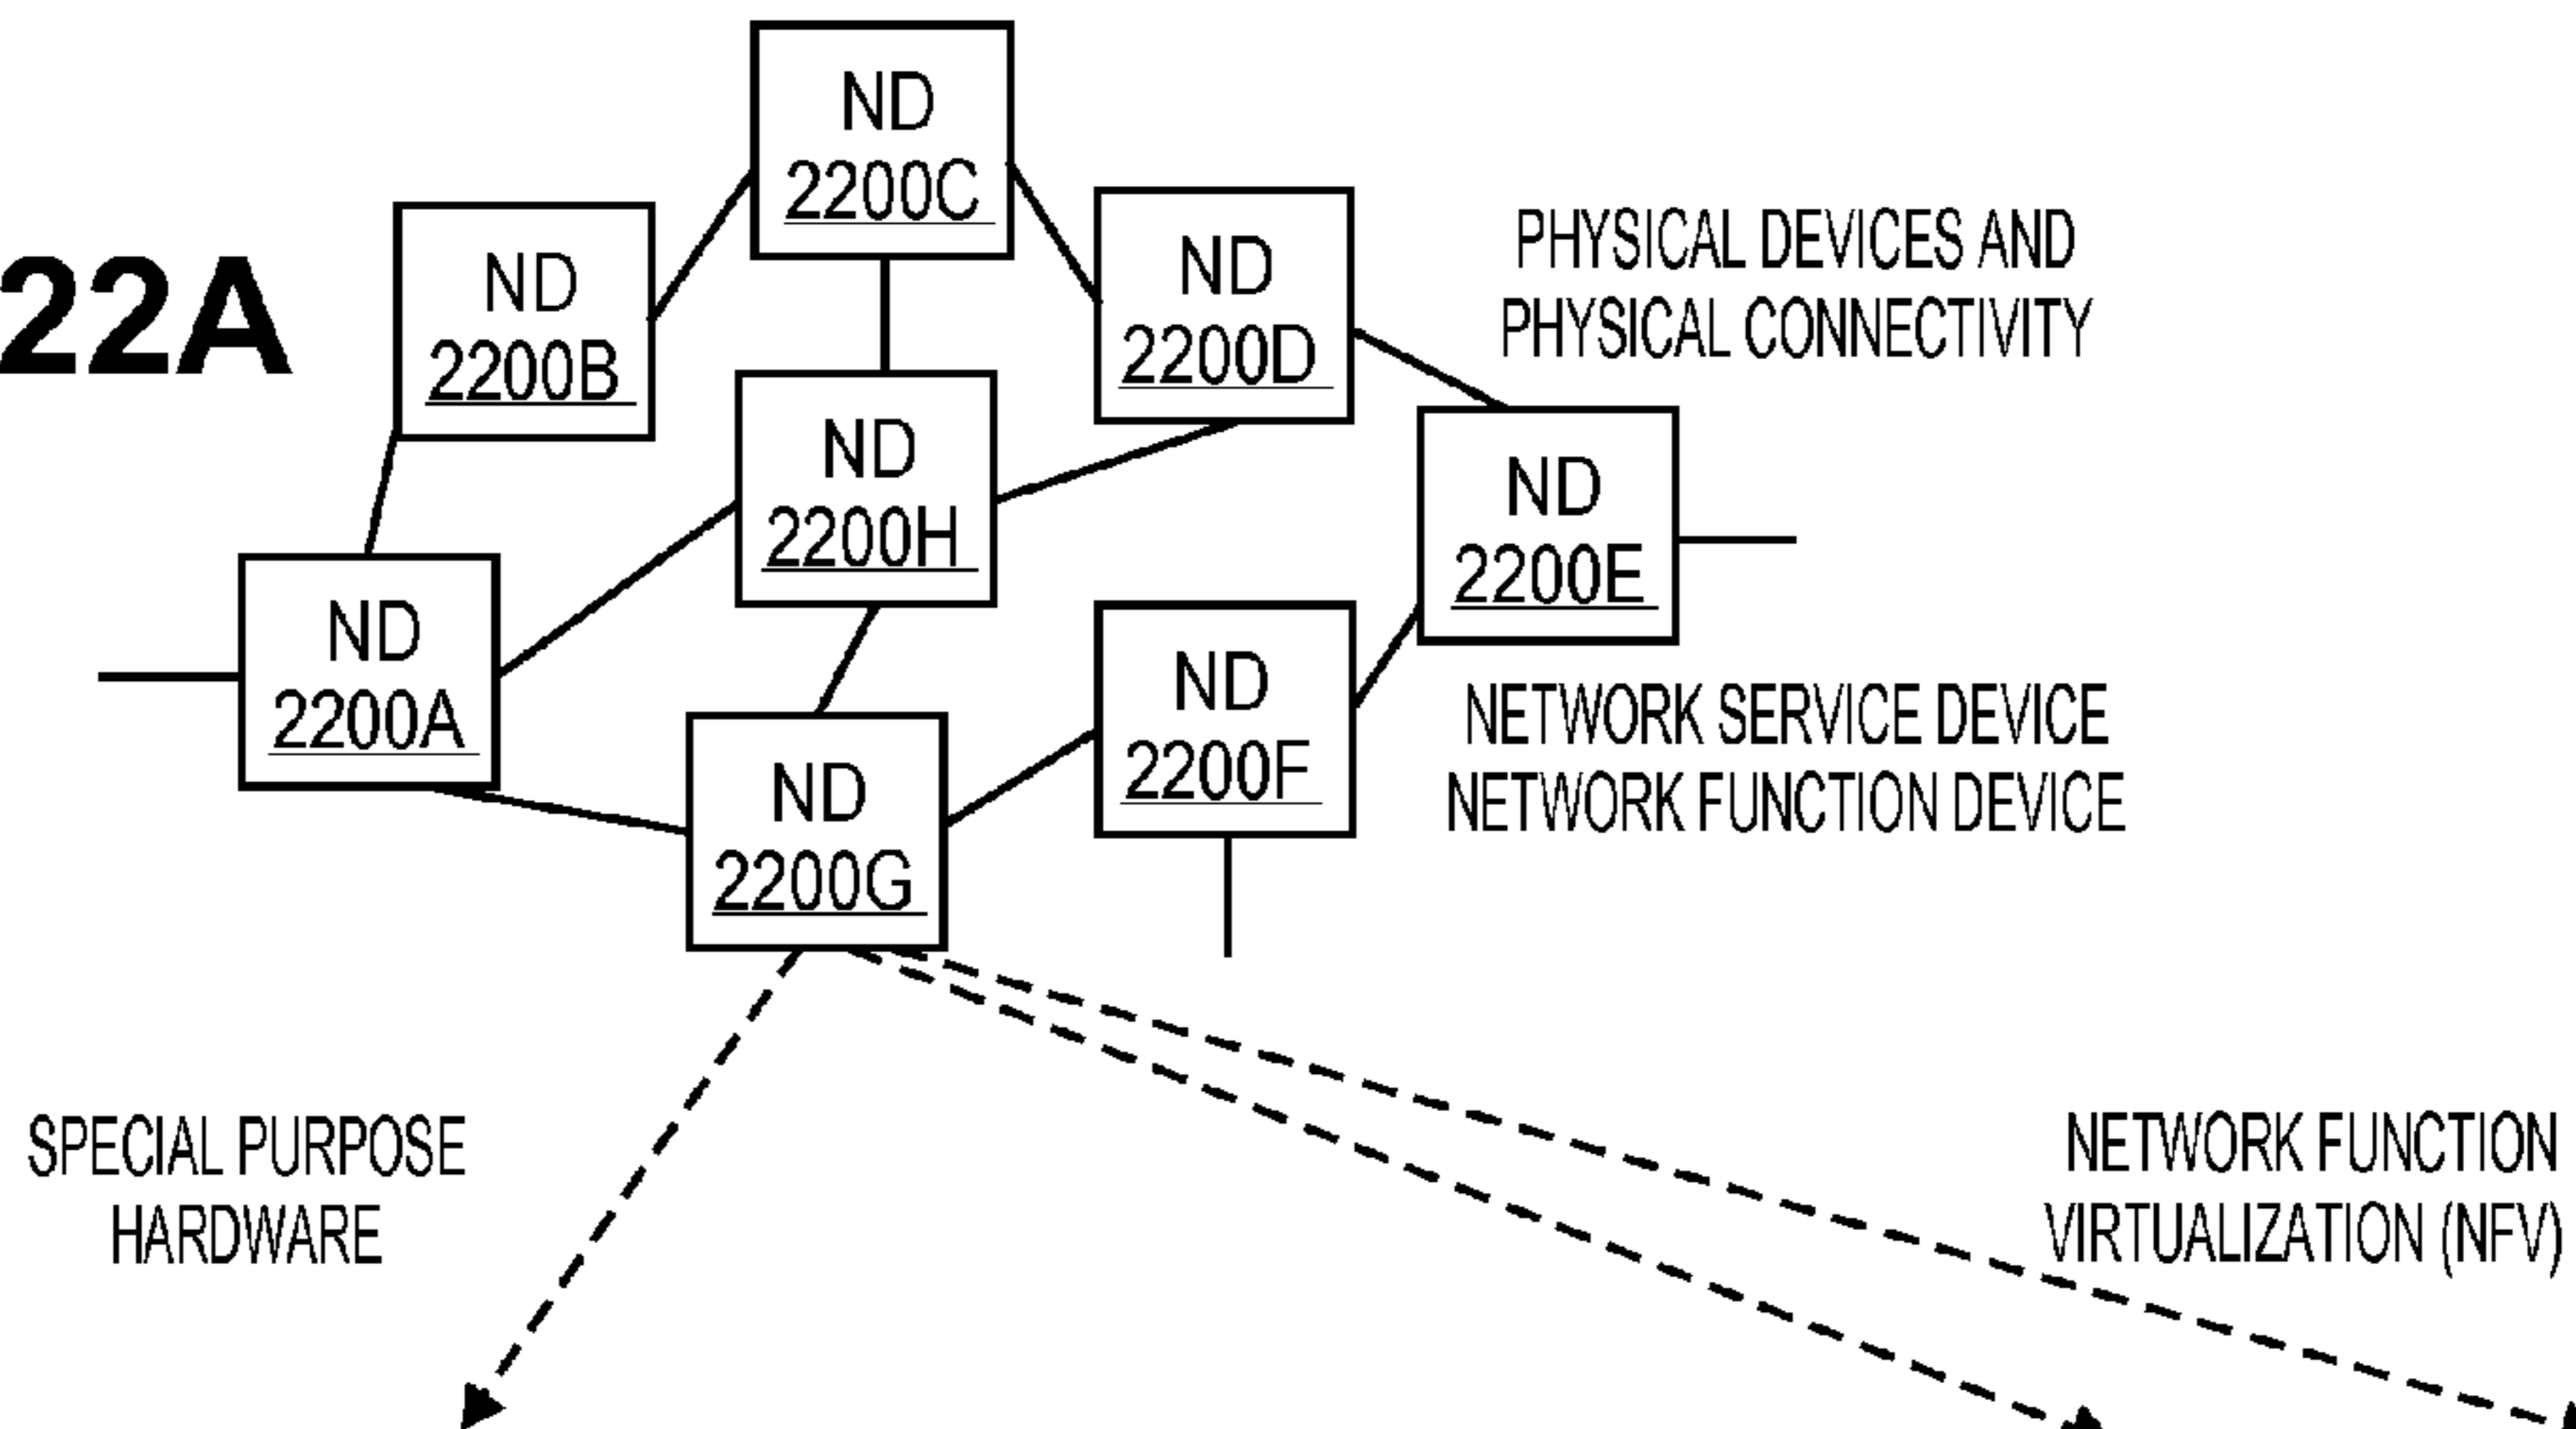 22A
ND
2200C
ND
2200B
ND
2200D
PHYSICAL DEVICES AND
PHYSICAL CONNECTIVITY
ND
2200H
ND
2200E
ND
2200A
ND
2200F
NETWORK SERVICE DEVICE
NETWORK FUNCTION DEVICE
ND
2200G
SPECIAL PURPOSE
HARDWARE
NETWORK FUNCTION
VIRTUALIZATION (NFV)